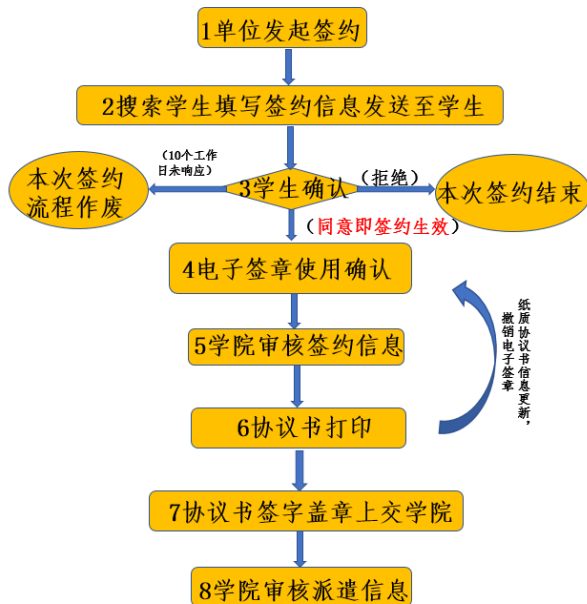 1单位发起签约
2搜索学生填写签约信息发送至学生
（10个工作
日未响应）
本次签约
流程作废
3学生确认
（拒绝）
本次签约结束
（同意即签约生效）
4电子签章使用确认
纸质协议书信息更新，
撤销电子签章
5学院审核签约信息
6协议书打印
7协议书签字盖章上交学院
8学院审核派遣信息